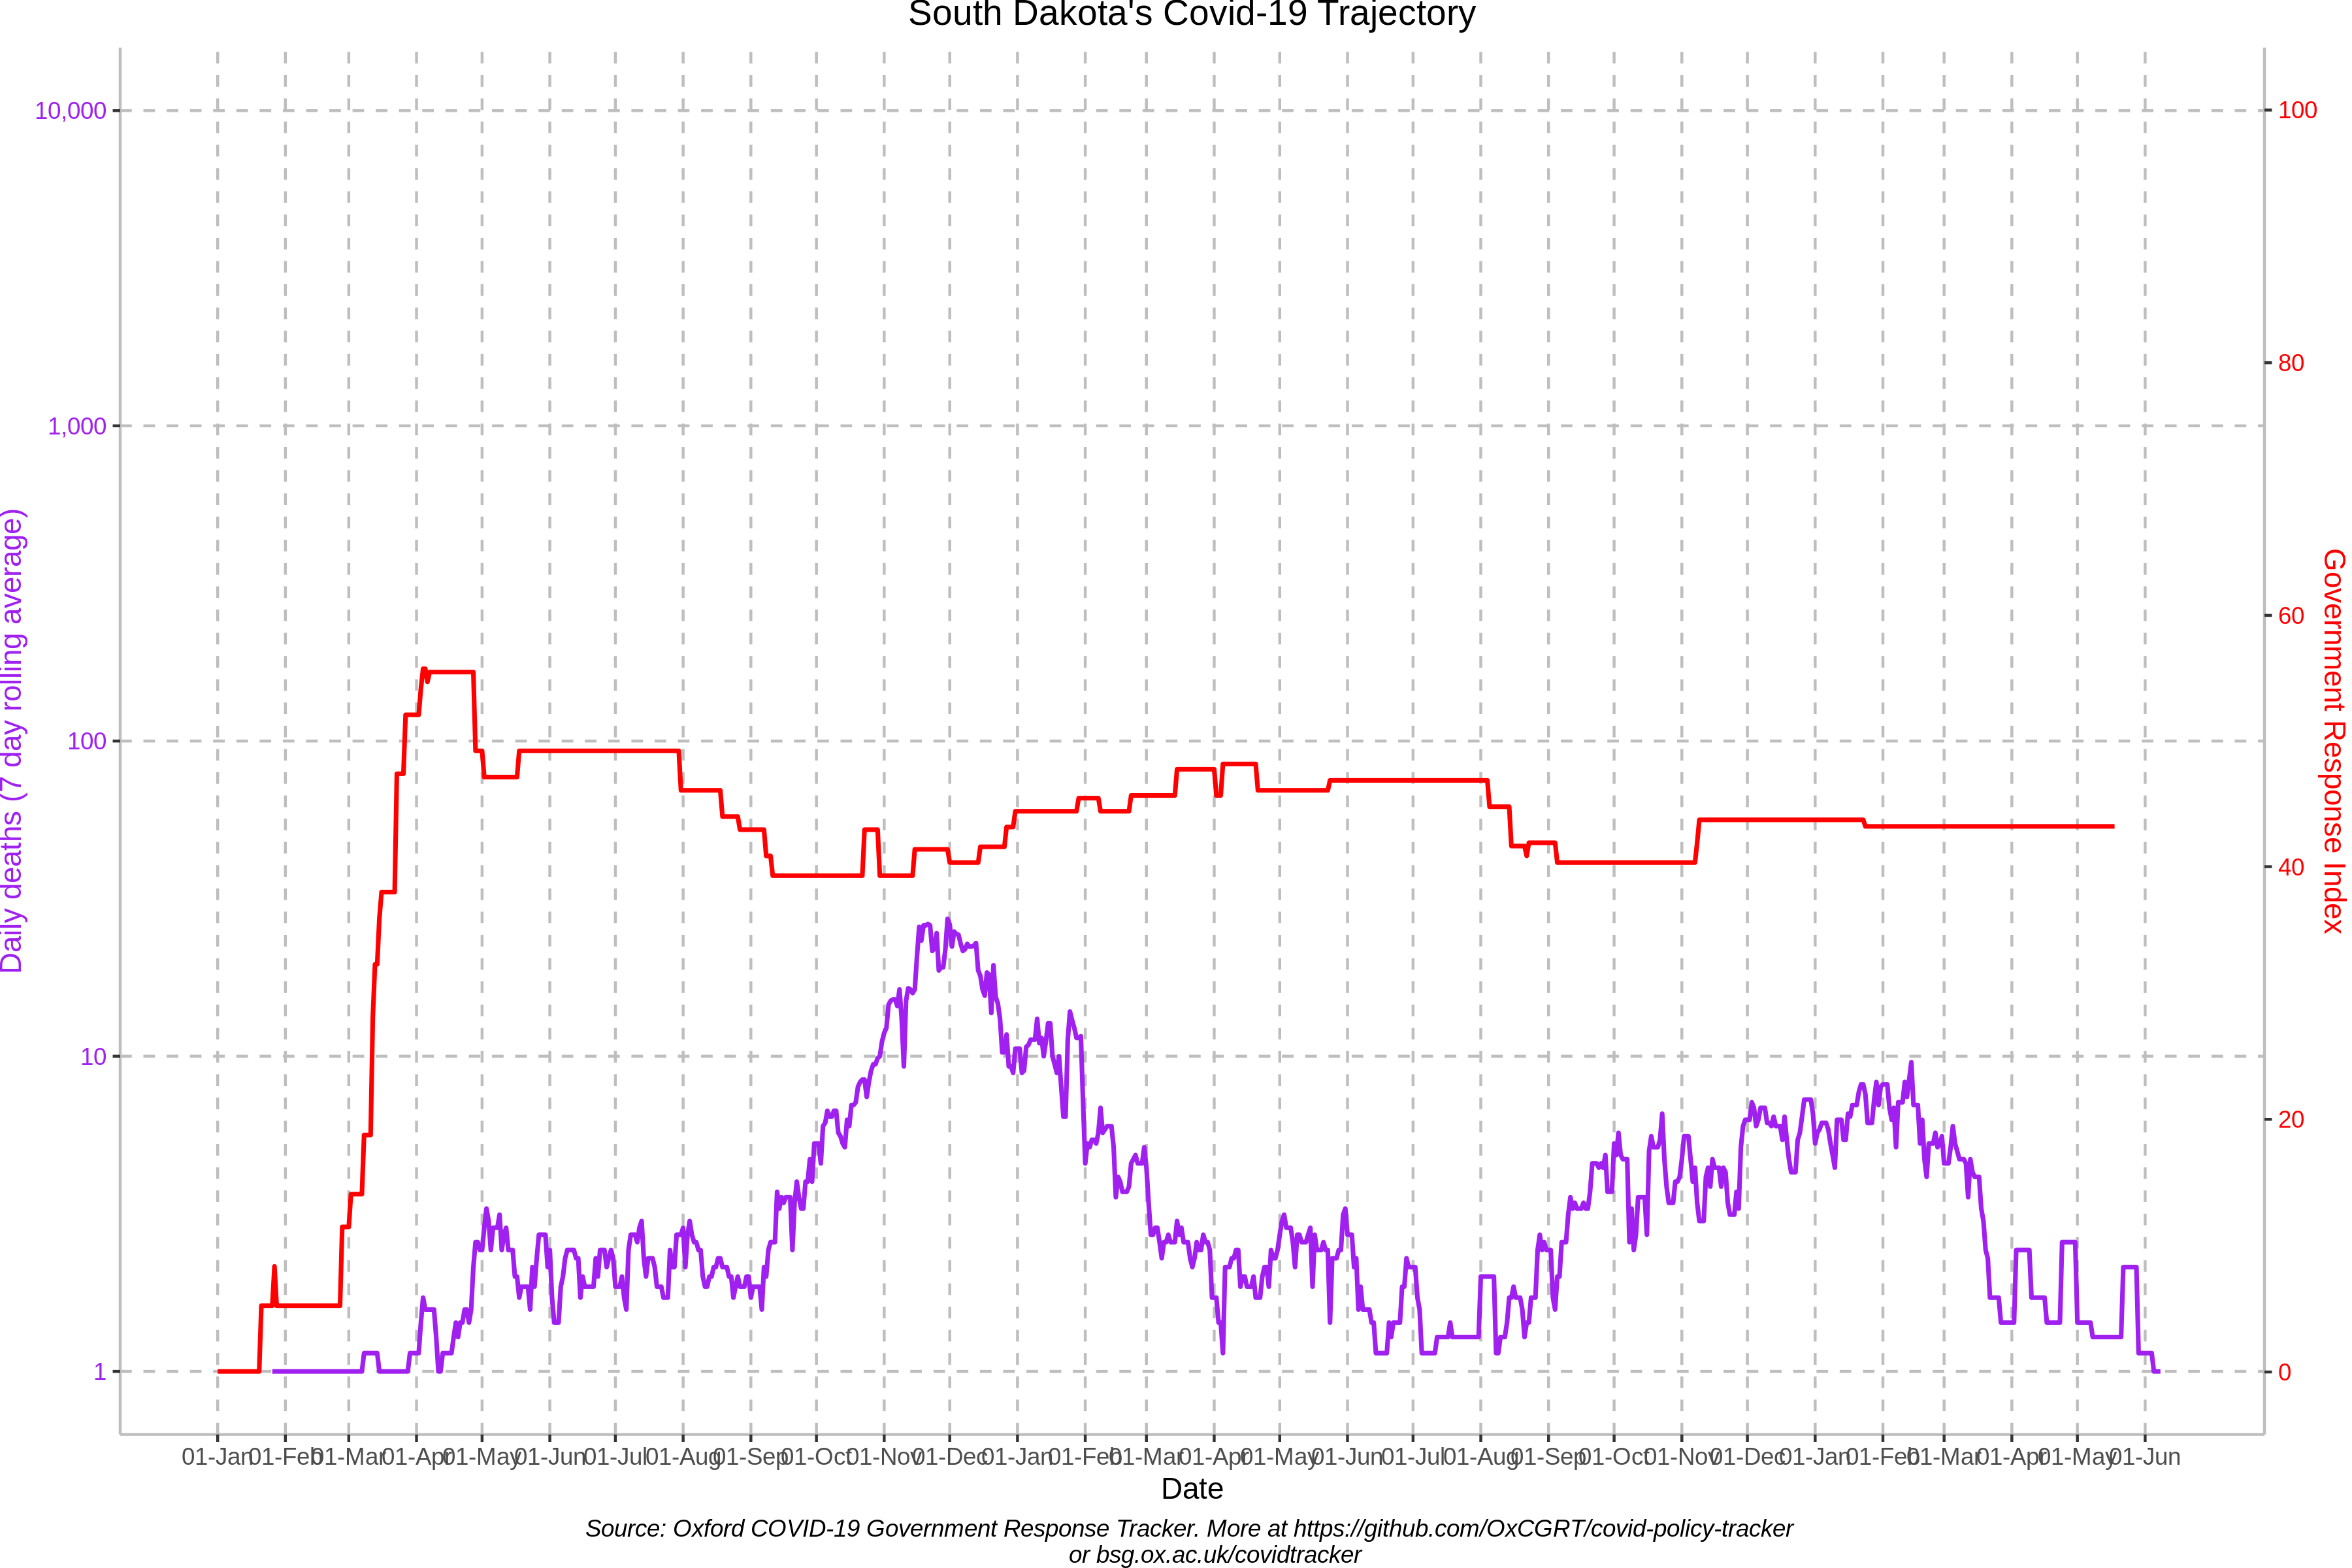 South Dakota's Covid-19 Trajectory
10,000
1,000
100
10
1
Daily deaths (7 day rolling average)
100
80
60
40
20
0
Government Response Index
01-Jan 01-Feb 01-Mar 01-Apr 01-May 01-Jun 01-Jul 01-Aug 01-Sep 01-Oct 01-Nov 01-Dec 01-Jan 01-Feb 01-Mar 01-Apr 01-May 01-Jun 01-Jul 01-Aug 01-Sep 01-Oct 01-Nov 01-Dec 01-Jan 01-Feb 01-Mar 01-Apr 01-May 01-Jun
Date
Source: Oxford COVID-19 Government Response Tracker. More at https://github.com/OxCGRT/covid-policy-tracker
or bsg.ox.ac.uk/covidtracker